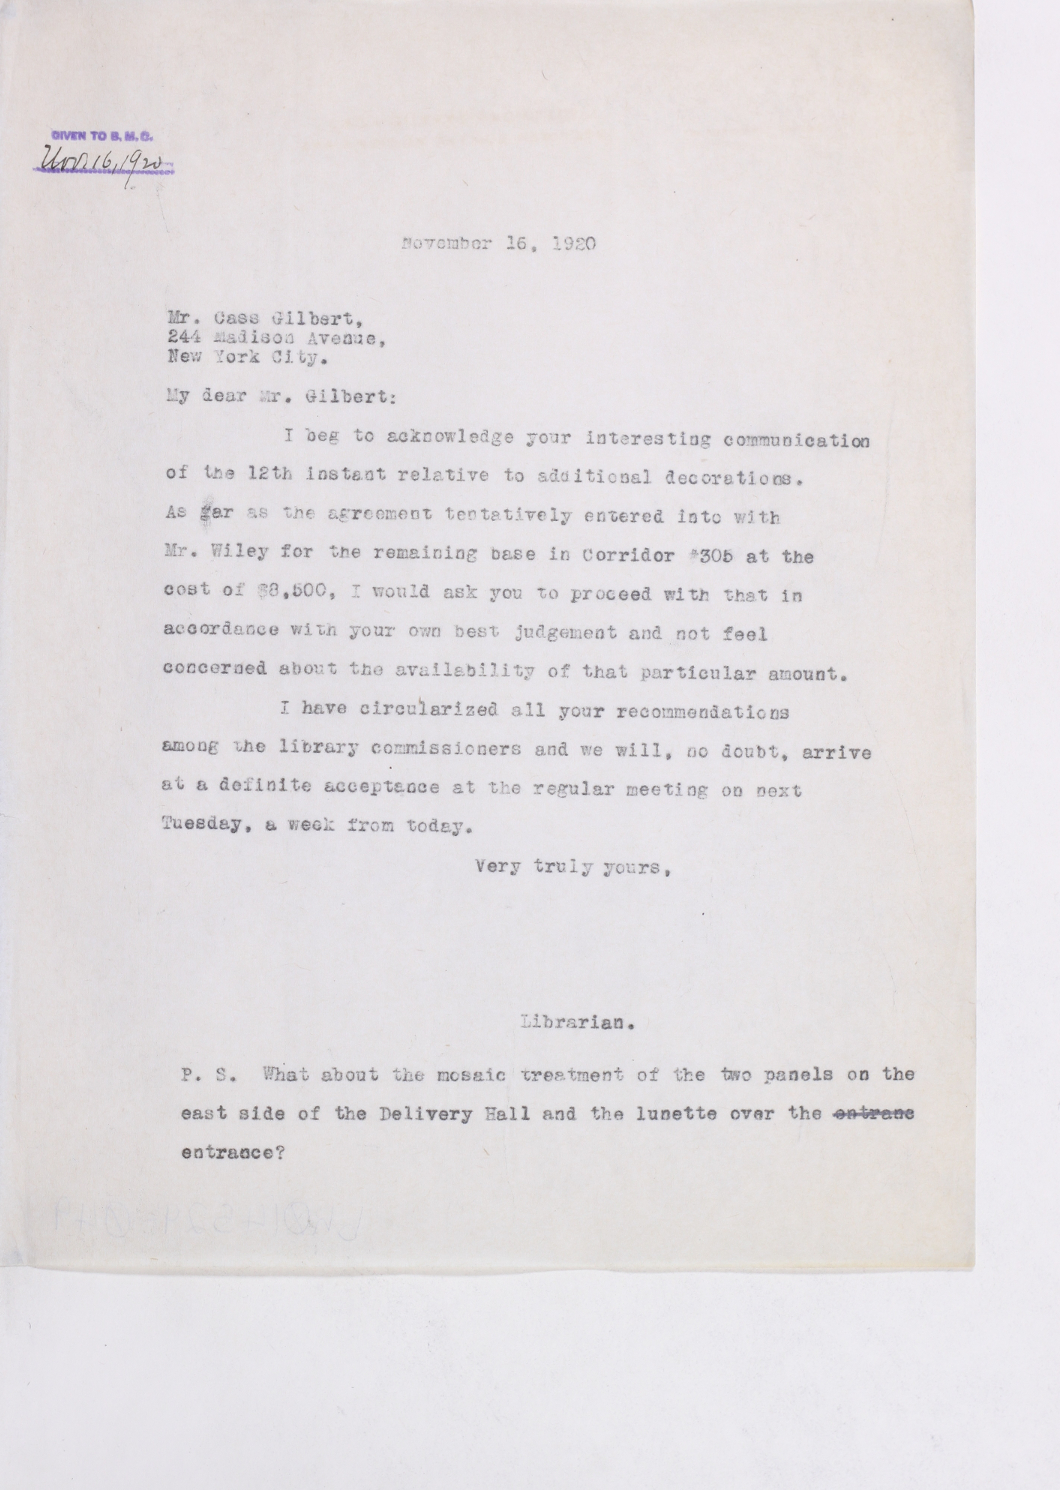 GIVEN TO B. M. C.
Nov. 16, 1920
November 16, 1920
Mr. Cass Gilbert,
244 Madison Avenue,
New York City.
My dear Mr. Gilbert:
I beg to acknowledge your interesting communication
of the 12th instant relative to additional decorations.
As far as the agreement tentatively entered into with
Mr. Wiley for the remaining base in Corridor #305 at the
cost of $8,500, I would ask you to proceed with that in
accordance with your own best judgement and not feel
concerned about the availability of that particular amount.
I have circularized all your recommendations
among the library commissioners and we will, no doubt, arrive
at a definite acceptance at the regular meeting on next
Tuesday, a week from today.
Very truly yours,
Librarian.
P. S. What about the mosaic treatment of the two panels on the
east side of the Delivery Hall and the lunette over the entranc
entrance?